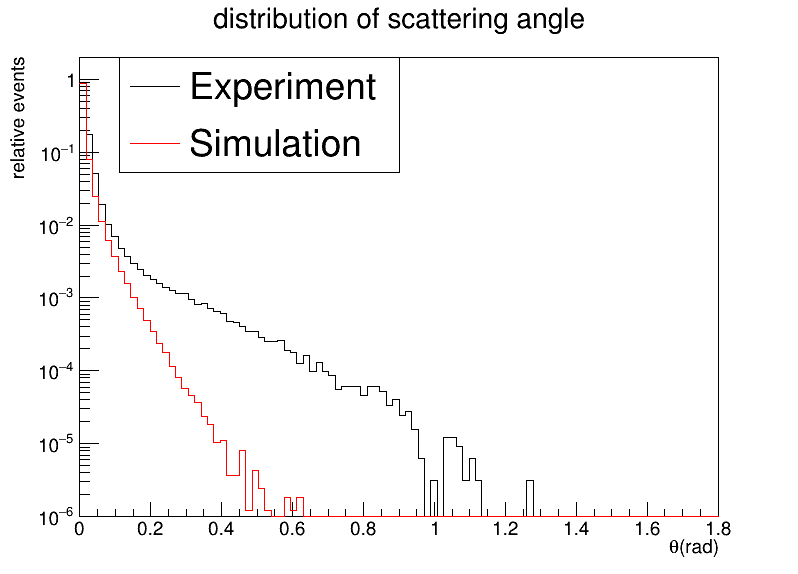 distribution of scattering angle
relative events
Experiment
Simulation
1
10⁻¹
10⁻²
10⁻³
10⁻⁴
10⁻⁵
10⁻⁶
0 0.2 0.4 0.6 0.8 1 1.2 1.4 1.6 1.8
θ(rad)